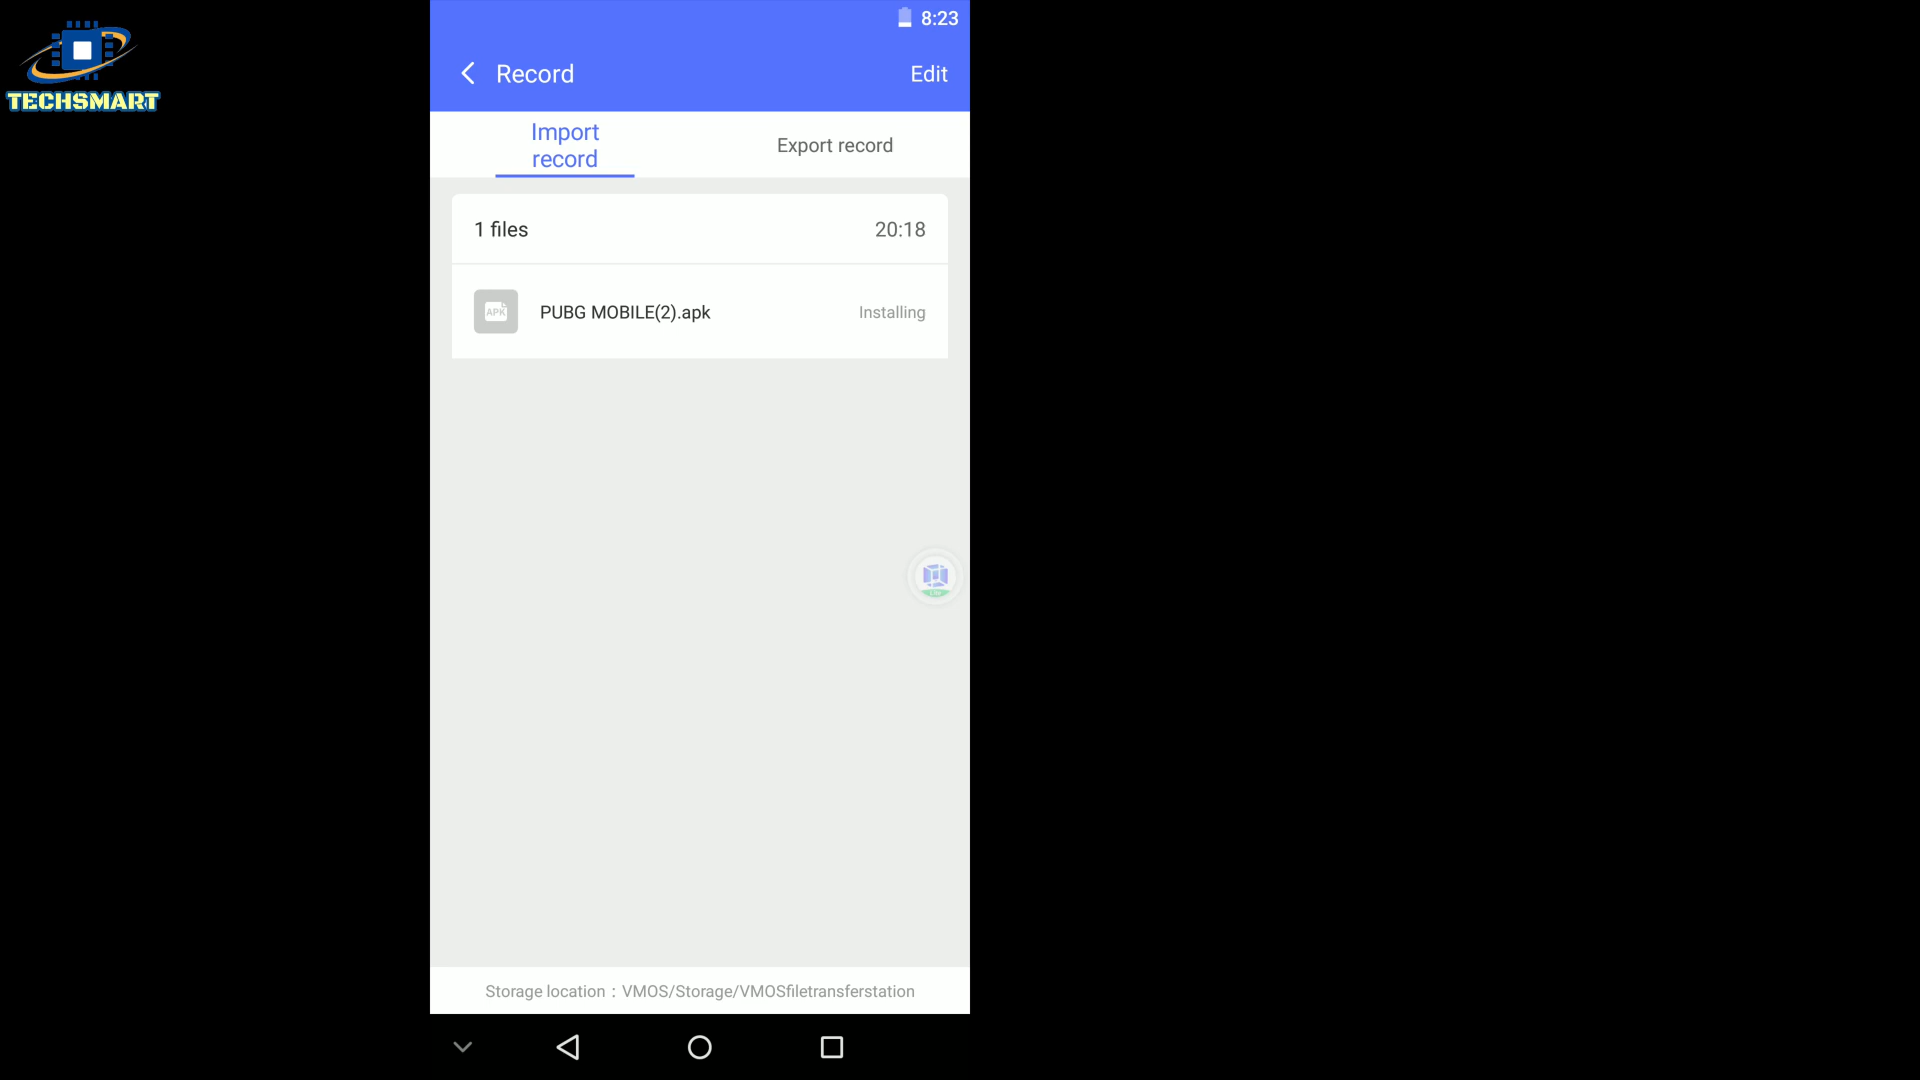 TECHSMART
8:23
Record
Edit
Import
record
Export record
1 files
20:18
APK
PUBG MOBILE(2).apk
Installing
Storage location：VMOS/Storage/VMOSfiletransferstation